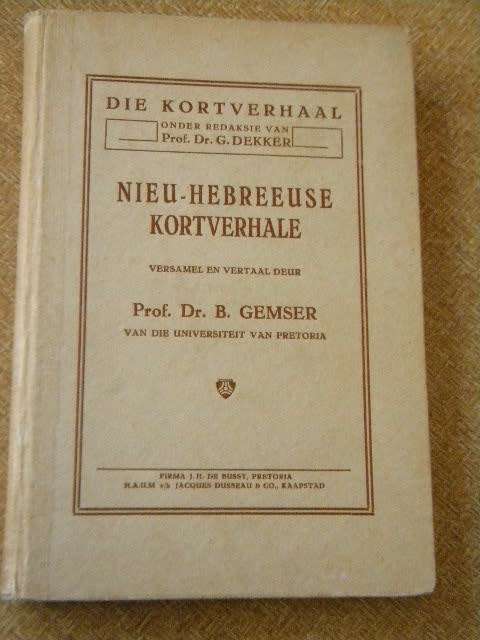 DIE KORTVERHAAL
ONDER REDAKSIE VAN
Prof. Dr. G. DEKKER
NIEU-HEBREEUSE
KORTVERHALE
VERSAMEL EN VERTAAL DEUR
Prof. Dr. B. GEMSER
VAN DIE UNIVERSITEIT VAN PRETORIA
FIRMA J. H. DE BUSSY, PRETORIA
H.A.U.M v/h JACQUES DUSSEAU & CO., KAAPSTAD